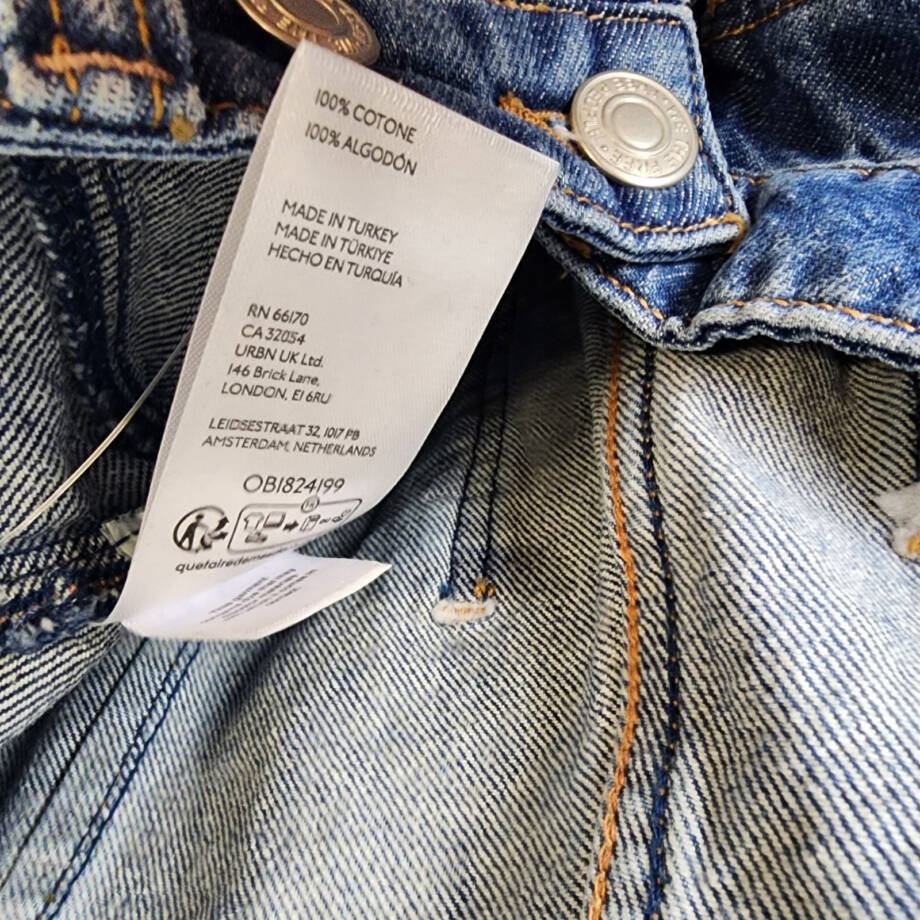 100% COTONE
100% ALGODÓN
MADE IN TURKEY
MADE IN TÜRKIYE
HECHO EN TURQUÍA
RN 66170
CA 32054
URBN UK Ltd.
146 Brick Lane,
LONDON, E1 6RU
LEIDSESTRAAT 32, 1017 PB
AMSTERDAM, NETHERLANDS
OB1824199
FREE